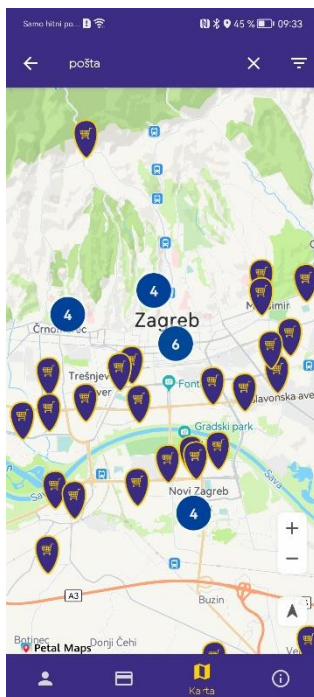 Samo hitni po...
45 % 09:33
pošta
4
4
Zagreb
6
Trešnjev
Font
Slavonska ave
Gradski park
Sava
Novi Zagreb
4
+
−
A3
Buzin
Botinec
Donji Čehi
Petal Maps
Karta